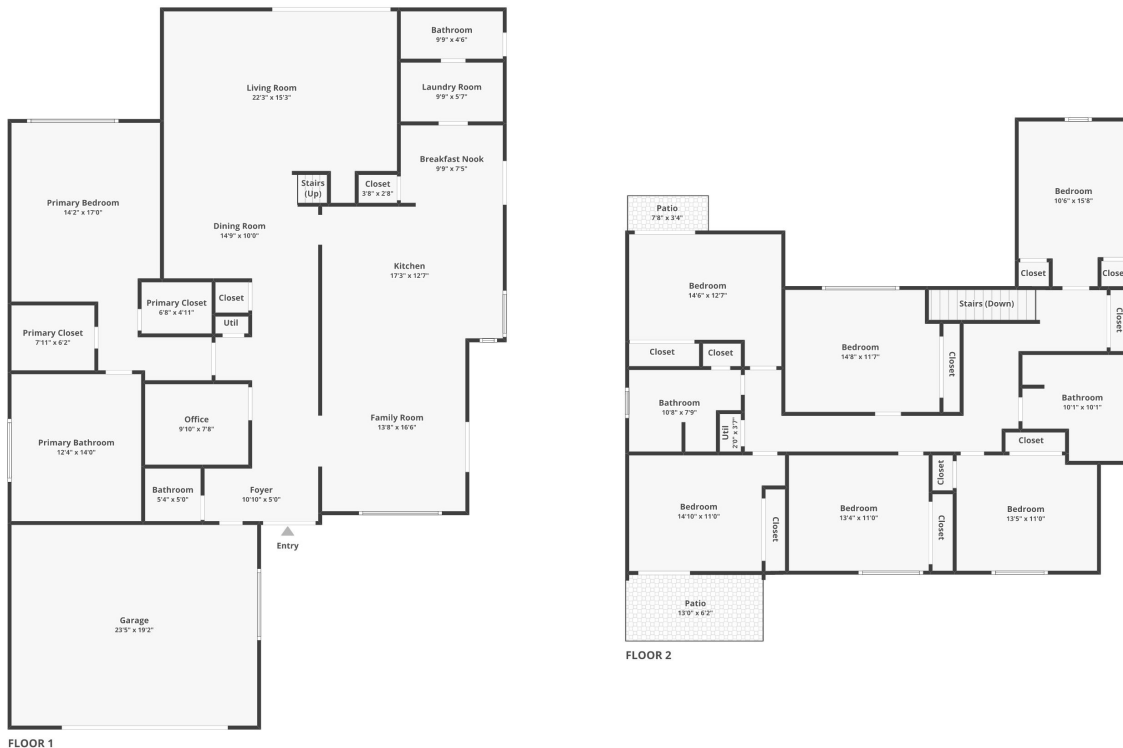 Bathroom
9'9" x 4'6"
Living Room
22'3" x 15'3"
Laundry Room
9'9" x 5'7"
Breakfast Nook
9'9" x 7'5"
Stairs
(Up)
Closet
3'8" x 2'8"
Primary Bedroom
14'2" x 17'0"
Dining Room
14'9" x 10'0"
Kitchen
17'3" x 12'7"
Primary Closet
6'8" x 4'11"
Closet
Util
Primary Closet
7'11" x 6'2"
Office
9'10" x 7'8"
Family Room
13'8" x 16'6"
Primary Bathroom
12'4" x 14'0"
Bathroom
5'4" x 5'0"
Foyer
10'10" x 5'0"
Entry
Garage
23'5" x 19'2"
FLOOR 1
Bedroom
10'6" x 15'8"
Patio
7'8" x 3'4"
Closet
Closet
Bedroom
14'6" x 12'7"
Stairs (Down)
Closet
Bedroom
14'8" x 11'7"
Closet
Closet
Closet
Bathroom
10'8" x 7'9"
Util
2'0" x 3'7"
Bathroom
10'1" x 10'1"
Closet
Bedroom
14'10" x 11'0"
Closet
Bedroom
13'4" x 11'0"
Closet
Closet
Bedroom
13'5" x 11'0"
Patio
13'0" x 6'2"
FLOOR 2